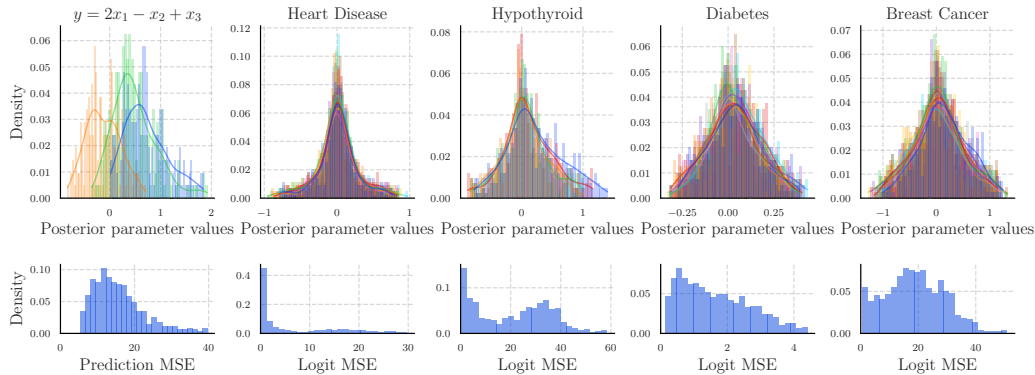 y = 2x₁ − x₂ + x₃
Heart Disease
Hypothyroid
Diabetes
Breast Cancer
Density
0.06
0.05
0.04
0.03
0.02
0.01
0.00
0 1 2
Posterior parameter values
0.12
0.10
0.08
0.06
0.04
0.02
0.00
−1 0 1
Posterior parameter values
0.08
0.06
0.04
0.02
0.00
0 1
Posterior parameter values
0.06
0.04
0.02
0.00
−0.25 0.00 0.25
Posterior parameter values
0.07
0.06
0.05
0.04
0.03
0.02
0.01
0.00
−1 0 1
Posterior parameter values
Density
0.10
0.05
0.00
0 20 40
Prediction MSE
0.4
0.2
0.0
0 10 20 30
Logit MSE
0.1
0.0
0 20 40 60
Logit MSE
0.05
0.00
0 2 4
Logit MSE
0.05
0.00
0 20 40
Logit MSE